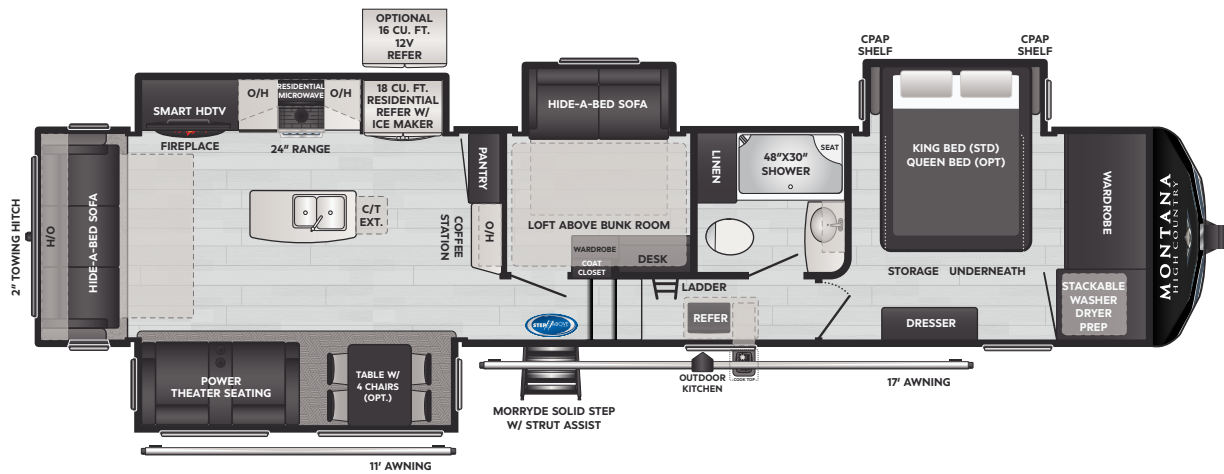 OPTIONAL
16 CU. FT.
12V
REFER
CPAP
SHELF
CPAP
SHELF
SMART HDTV
FIREPLACE
O/H
RESIDENTIAL
MICROWAVE
O/H
24" RANGE
18 CU. FT.
RESIDENTIAL
REFER W/
ICE MAKER
HIDE-A-BED SOFA
2" TOWING HITCH
H/O
HIDE-A-BED SOFA
C/T
EXT.
PANTRY
COFFEE
STATION
O/H
LOFT ABOVE BUNK ROOM
WARDROBE
DESK
COAT
CLOSET
LINEN
48"X30"
SHOWER
SEAT
KING BED (STD)
QUEEN BED (OPT)
STORAGE UNDERNEATH
WARDROBE
STACKABLE
WASHER
DRYER
PREP
MONTANA
HIGH COUNTRY
LADDER
REFER
DRESSER
STEP ABOVE
POWER
THEATER SEATING
TABLE W/
4 CHAIRS
(OPT.)
OUTDOOR
KITCHEN
COOK TOP
17' AWNING
MORRYDE SOLID STEP
W/ STRUT ASSIST
11' AWNING